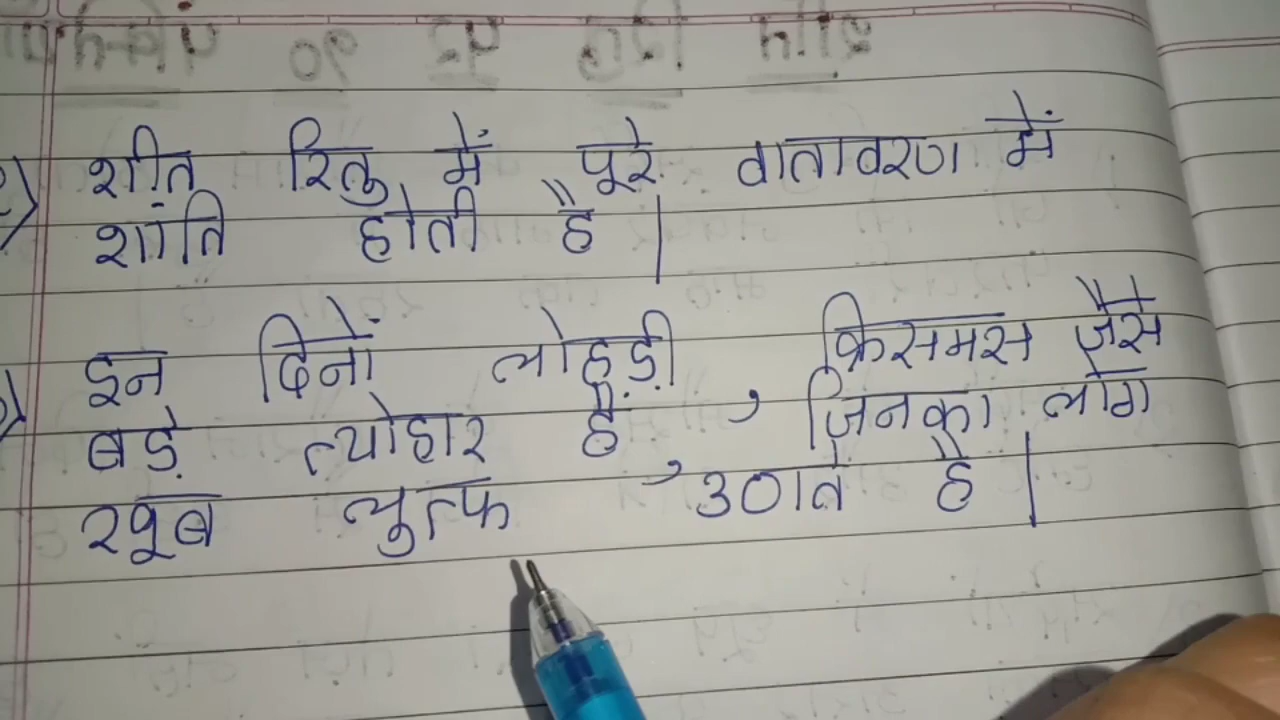 शीत रितु में पूरे वातावरण में
शांति होती है |
इन दिनों लोहड़ी , क्रिसमस जैसे
बड़े त्योहार हैं , जिनका लोग
खूब लुत्फ उठाते है |